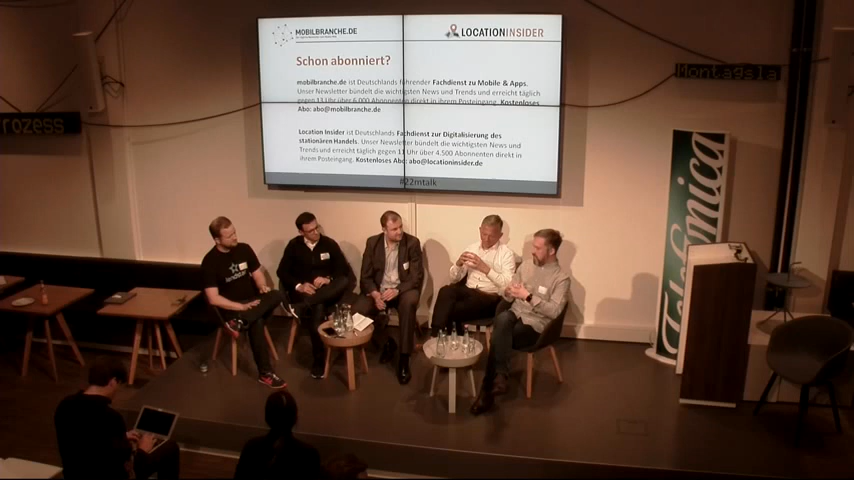 MOBILBRANCHE.DE
LOCATIONINSIDER
Schon abonniert?
mobilbranche.de ist Deutschlands führender Fachdienst zu Mobile & Apps.
Unser Newsletter bündelt die wichtigsten News und Trends und erreicht täglich
gegen 11 Uhr über 6.000 Abonnenten direkt in ihrem Posteingang. Kostenloses
Abo: abo@mobilbranche.de
Location Insider ist Deutschlands Fachdienst zur Digitalisierung des
stationären Handels. Unser Newsletter bündelt die wichtigsten News und
Trends und erreicht täglich gegen 11 Uhr über 4.500 Abonnenten direkt in
ihrem Posteingang. Kostenloses Abo: abo@locationinsider.de
#22mtalk
Montagsla
rozess
Telefónica